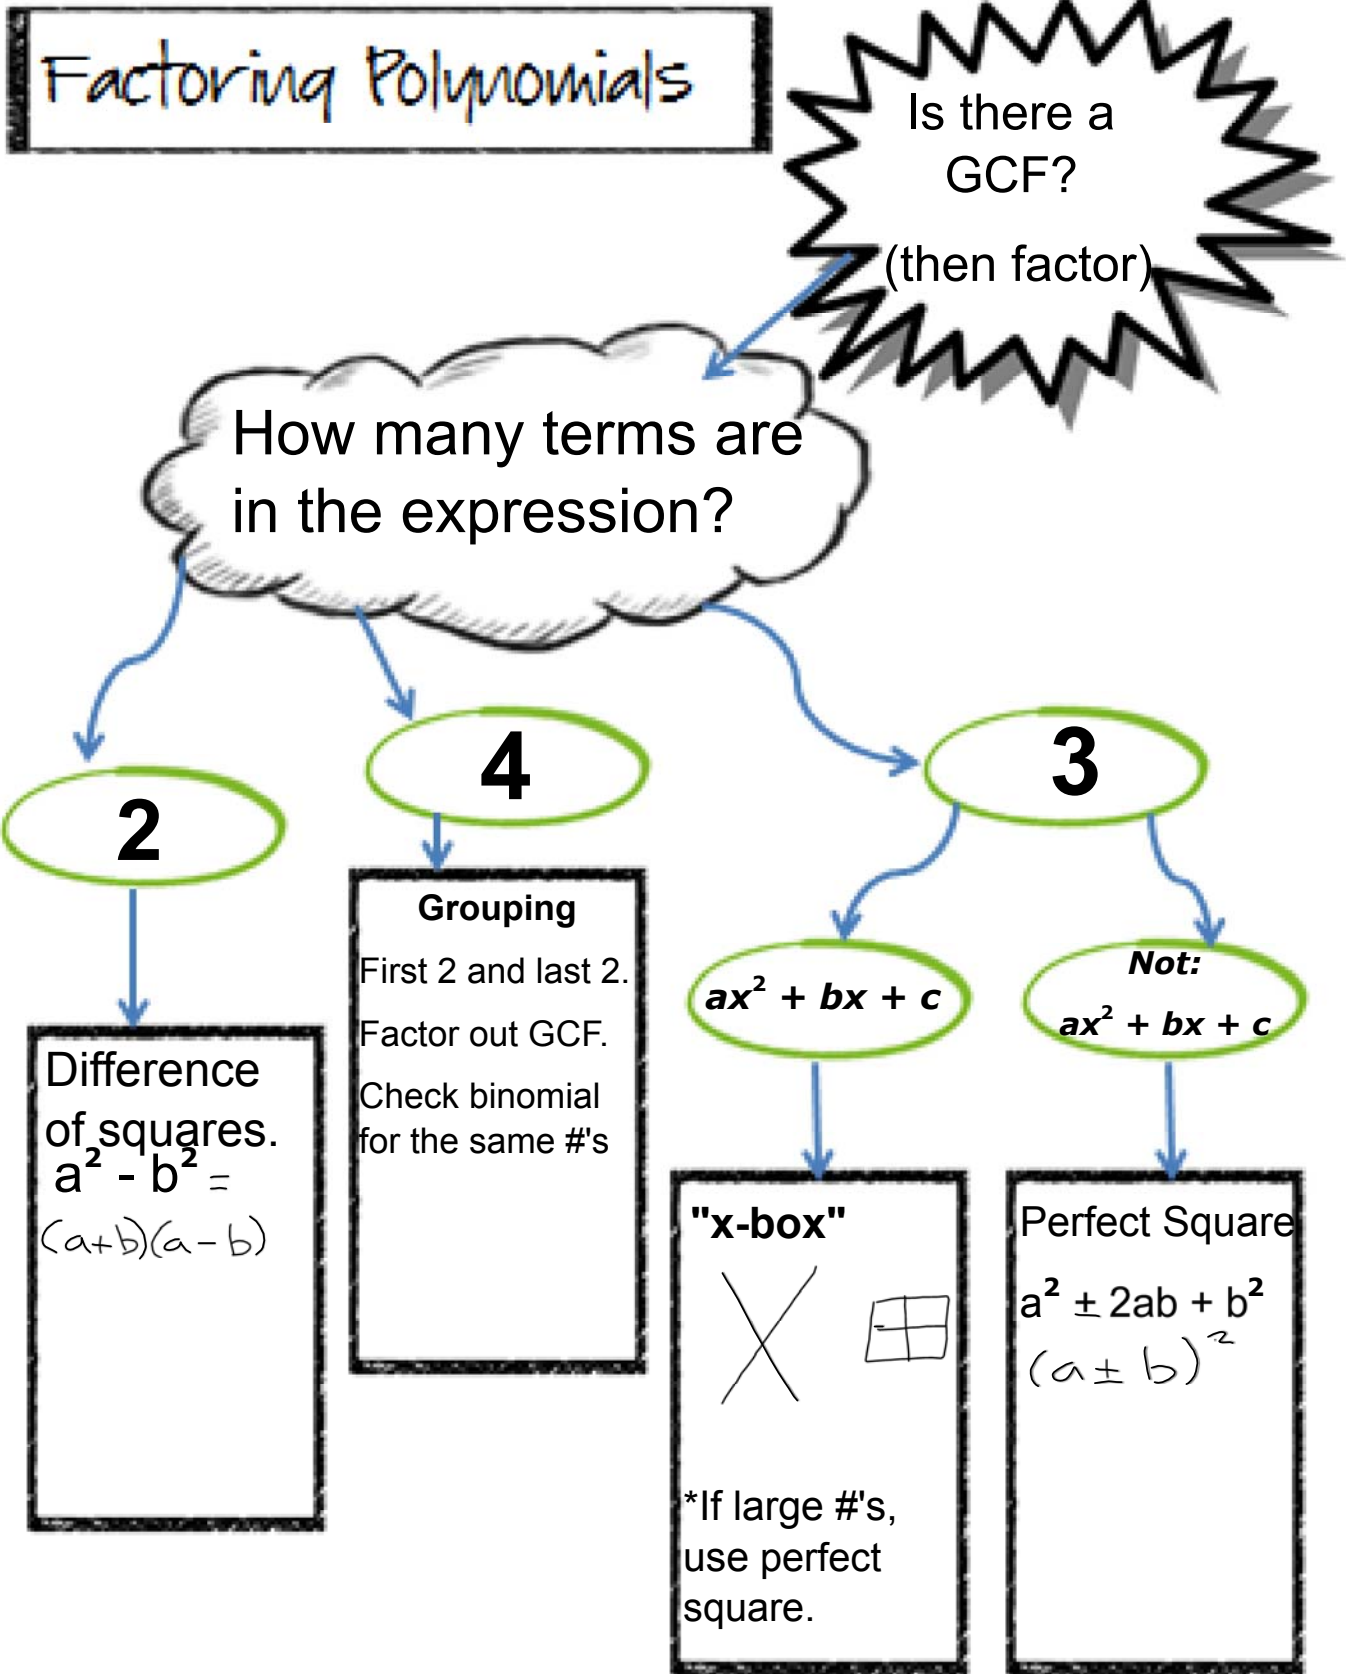 Factoring Polynomials
Is there a
GCF?
(then factor)
How many terms are
in the expression?
2
4
3
Difference
of squares.
a² - b² =
(a+b)(a-b)
Grouping
First 2 and last 2.
Factor out GCF.
Check binomial
for the same #'s
ax² + bx + c
Not:
ax² + bx + c
"x-box"
*If large #'s,
use perfect
square.
Perfect Square
a² ± 2ab + b²
(a ± b)²